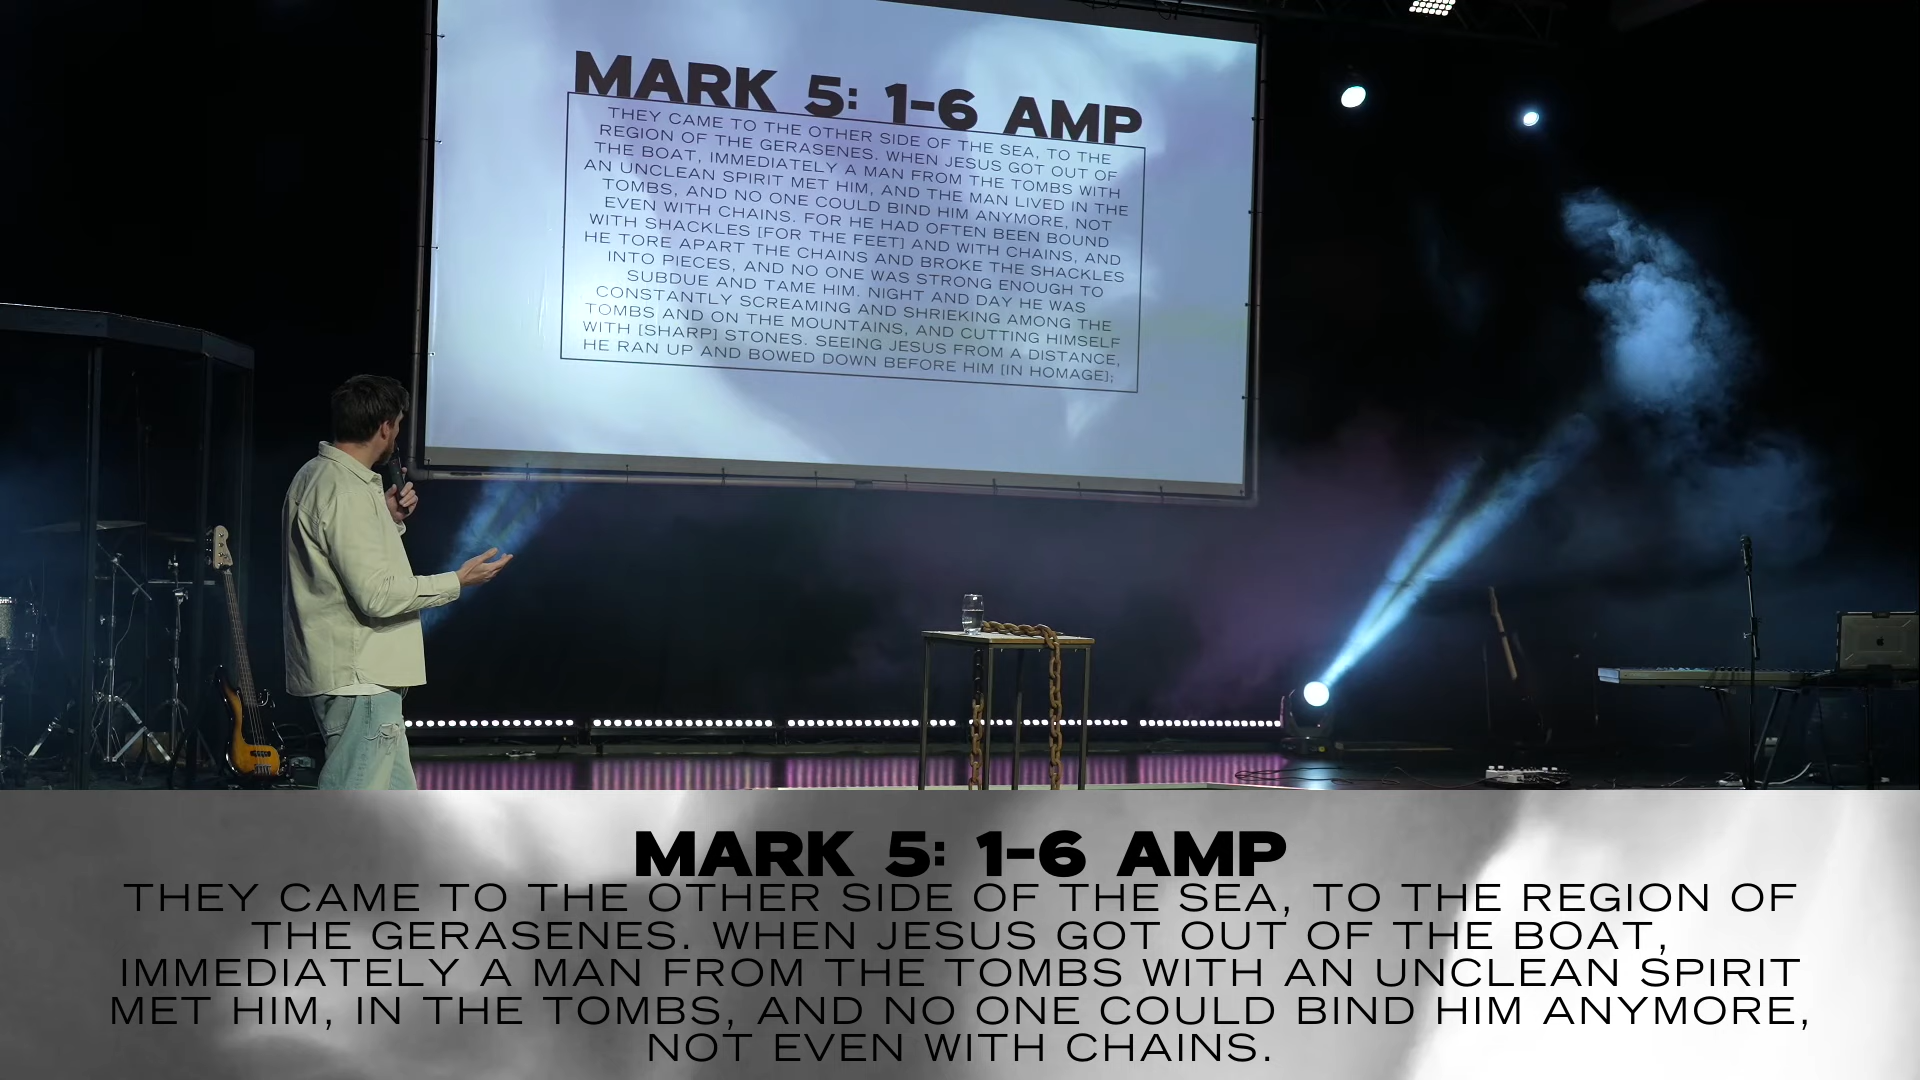 MARK 5: 1-6 AMP
THEY CAME TO THE OTHER SIDE OF THE SEA, TO THE
REGION OF THE GERASENES. WHEN JESUS GOT OUT OF
THE BOAT, IMMEDIATELY A MAN FROM THE TOMBS WITH
AN UNCLEAN SPIRIT MET HIM, AND THE MAN LIVED IN THE
TOMBS, AND NO ONE COULD BIND HIM ANYMORE, NOT
EVEN WITH CHAINS. FOR HE HAD OFTEN BEEN BOUND
WITH SHACKLES [FOR THE FEET] AND WITH CHAINS, AND
HE TORE APART THE CHAINS AND BROKE THE SHACKLES
INTO PIECES, AND NO ONE WAS STRONG ENOUGH TO
SUBDUE AND TAME HIM. NIGHT AND DAY HE WAS
CONSTANTLY SCREAMING AND SHRIEKING AMONG THE
TOMBS AND ON THE MOUNTAINS, AND CUTTING HIMSELF
WITH [SHARP] STONES. SEEING JESUS FROM A DISTANCE,
HE RAN UP AND BOWED DOWN BEFORE HIM [IN HOMAGE];
MARK 5: 1-6 AMP
THEY CAME TO THE OTHER SIDE OF THE SEA, TO THE REGION OF
THE GERASENES. WHEN JESUS GOT OUT OF THE BOAT,
IMMEDIATELY A MAN FROM THE TOMBS WITH AN UNCLEAN SPIRIT
MET HIM, IN THE TOMBS, AND NO ONE COULD BIND HIM ANYMORE,
NOT EVEN WITH CHAINS.